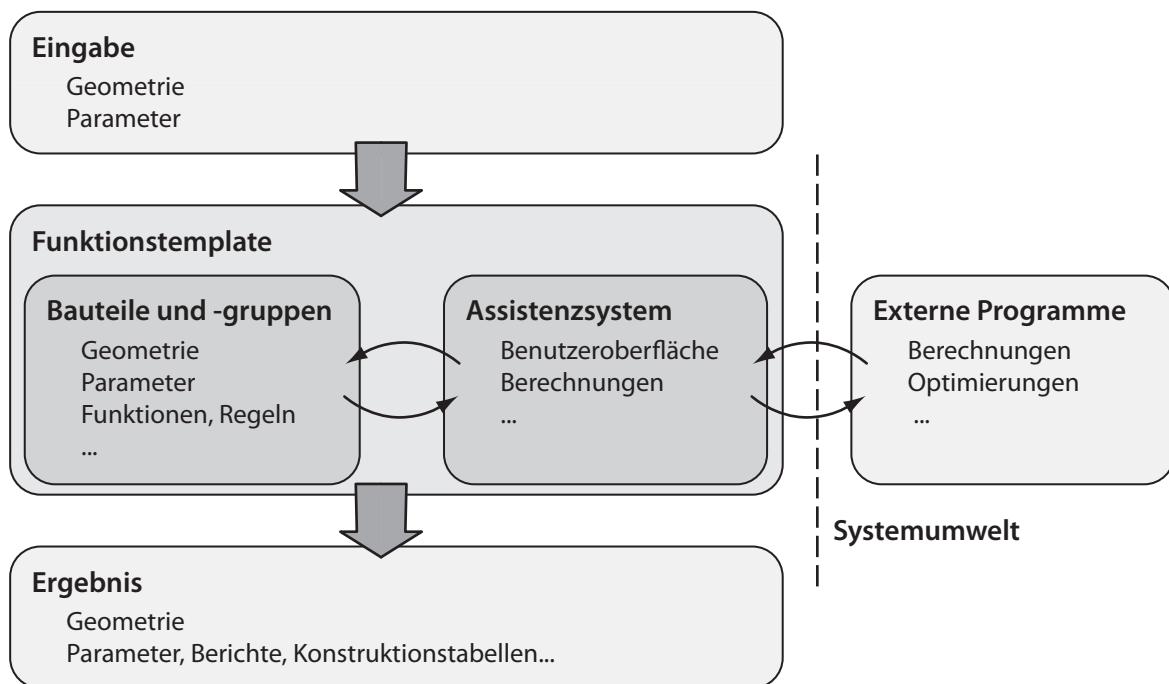 Eingabe
Geometrie
Parameter
Funktionstemplate
Bauteile und -gruppen
Geometrie
Parameter
Funktionen, Regeln
...
Assistenzsystem
Benutzeroberfläche
Berechnungen
...
Externe Programme
Berechnungen
Optimierungen
...
Systemumwelt
Ergebnis
Geometrie
Parameter, Berichte, Konstruktionstabellen...